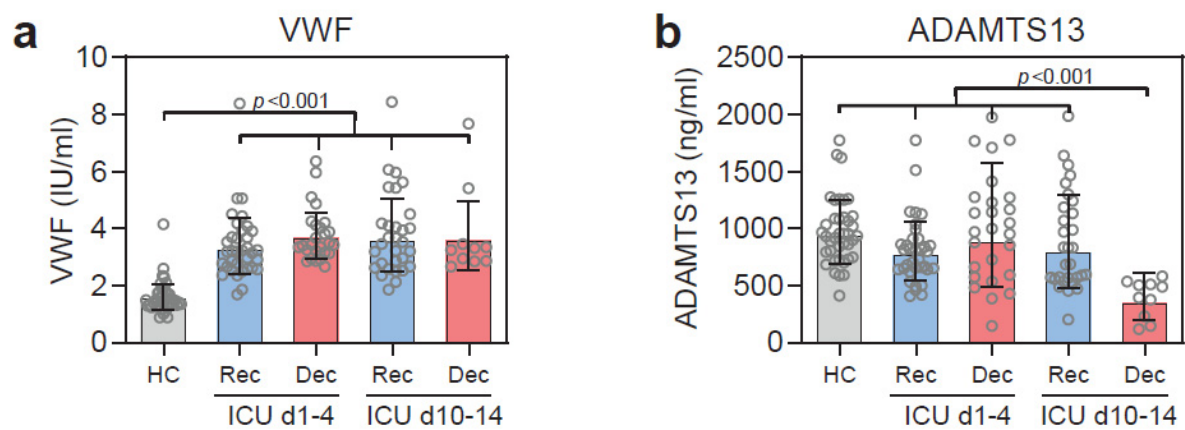 a
VWF
VWF (IU/ml)
10
8
6
4
2
0
p<0.001
HC
Rec
Dec
Rec
Dec
ICU d1-4
ICU d10-14
b
ADAMTS13
ADAMTS13 (ng/ml)
2500
2000
1500
1000
500
0
p<0.001
HC
Rec
Dec
Rec
Dec
ICU d1-4
ICU d10-14